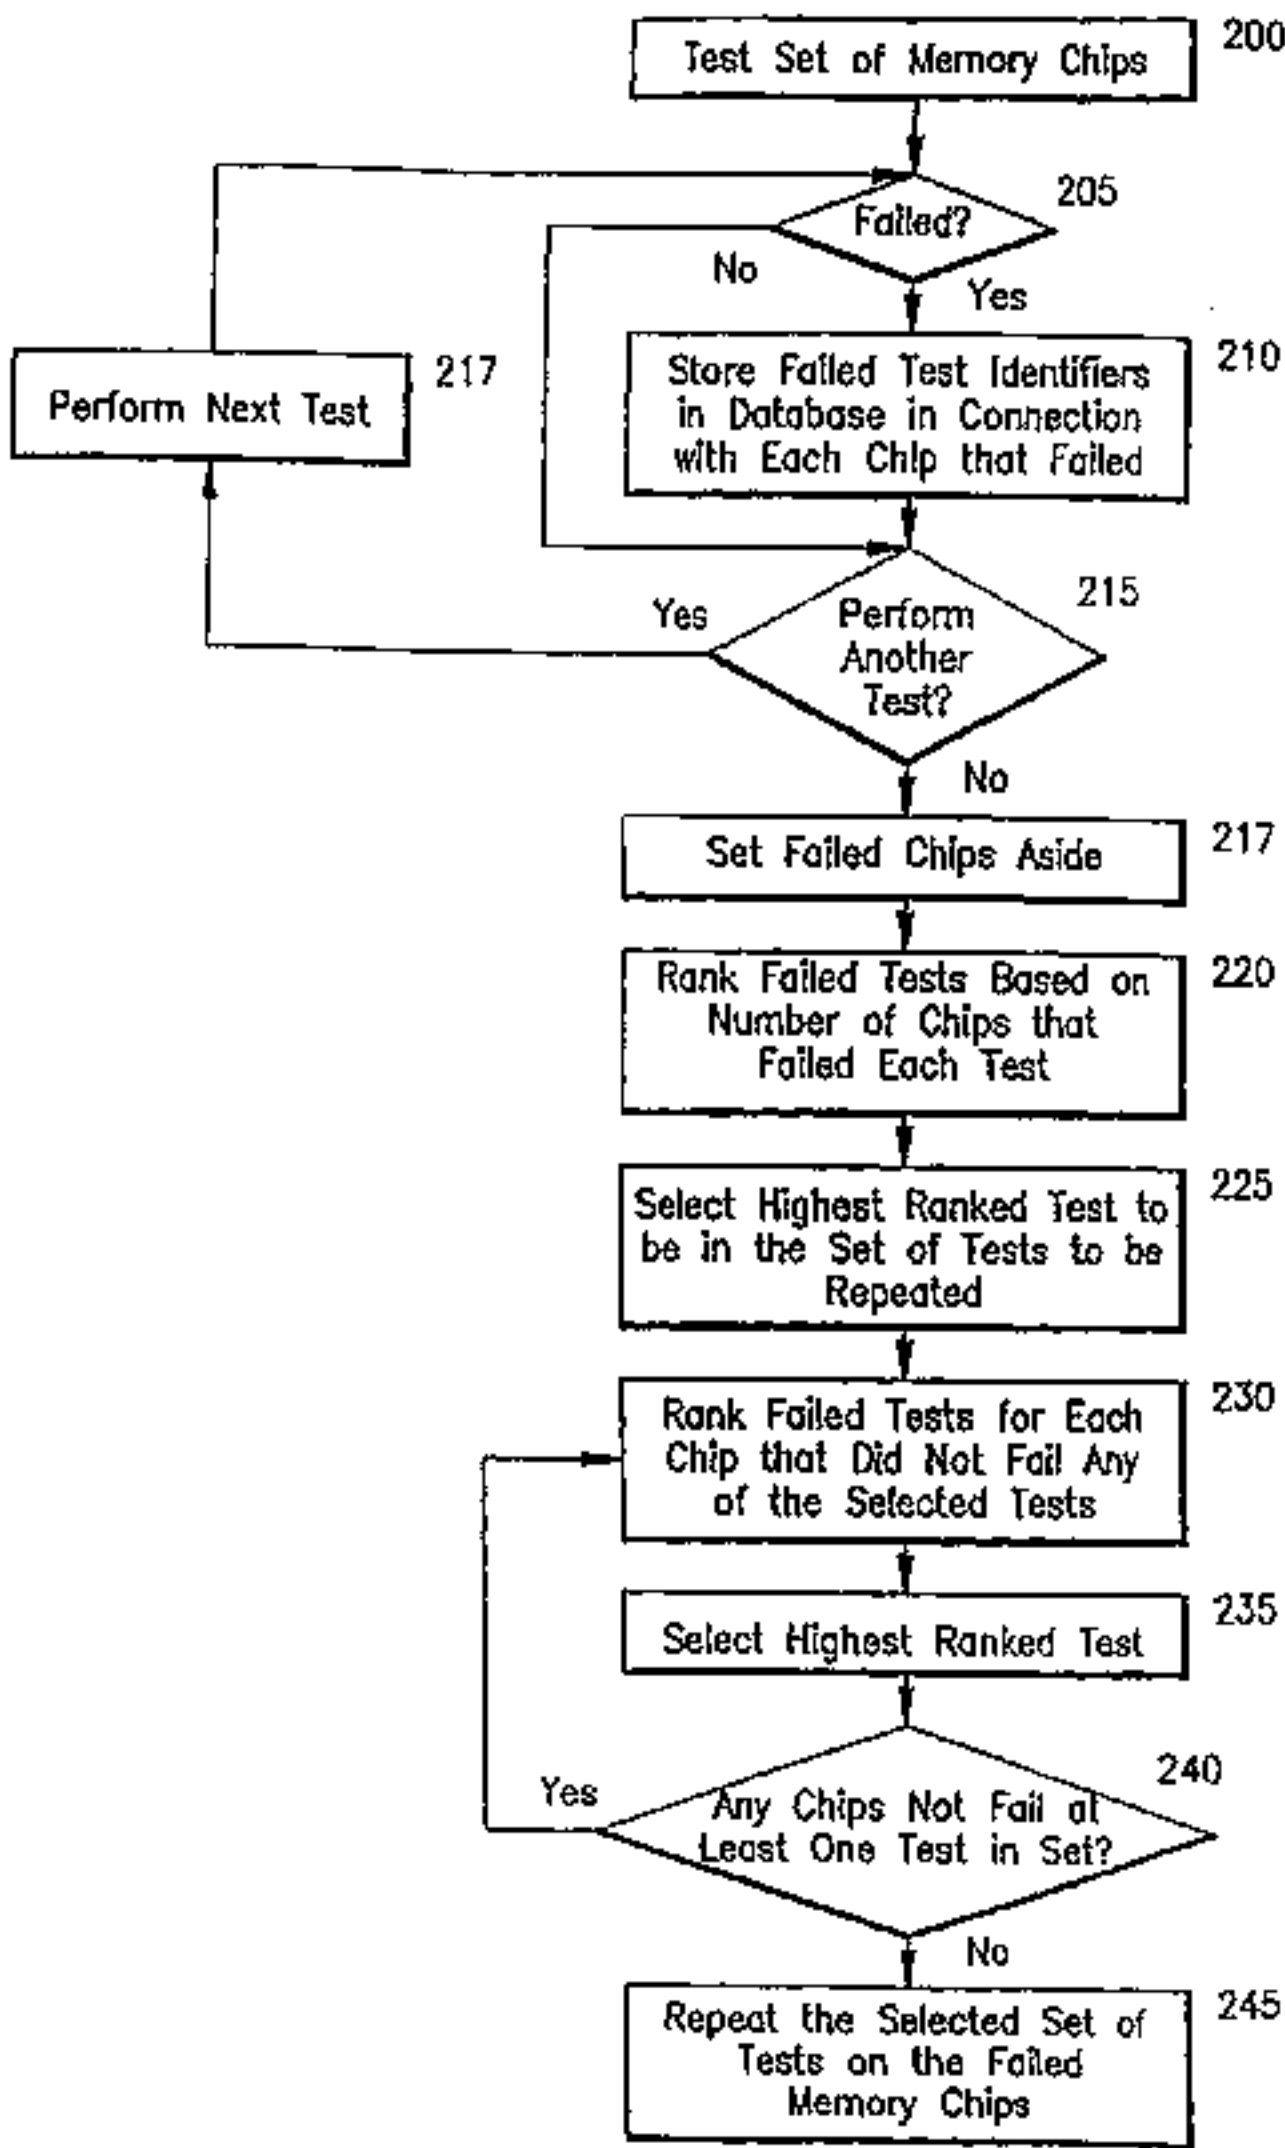 200
Test Set of Memory Chips
205
Failed?
No
Yes
210
Store Failed Test Identifiers
in Database in Connection
with Each Chip that Failed
217
Perform Next Test
215
Yes
Perform
Another
Test?
No
217
Set Failed Chips Aside
220
Rank Failed Tests Based on
Number of Chips that
Failed Each Test
225
Select Highest Ranked Test to
be in the Set of Tests to be
Repeated
230
Rank Failed Tests for Each
Chip that Did Not Fail Any
of the Selected Tests
235
Select Highest Ranked Test
240
Yes
Any Chips Not Fail at
Least One Test in Set?
No
245
Repeat the Selected Set of
Tests on the Failed
Memory Chips